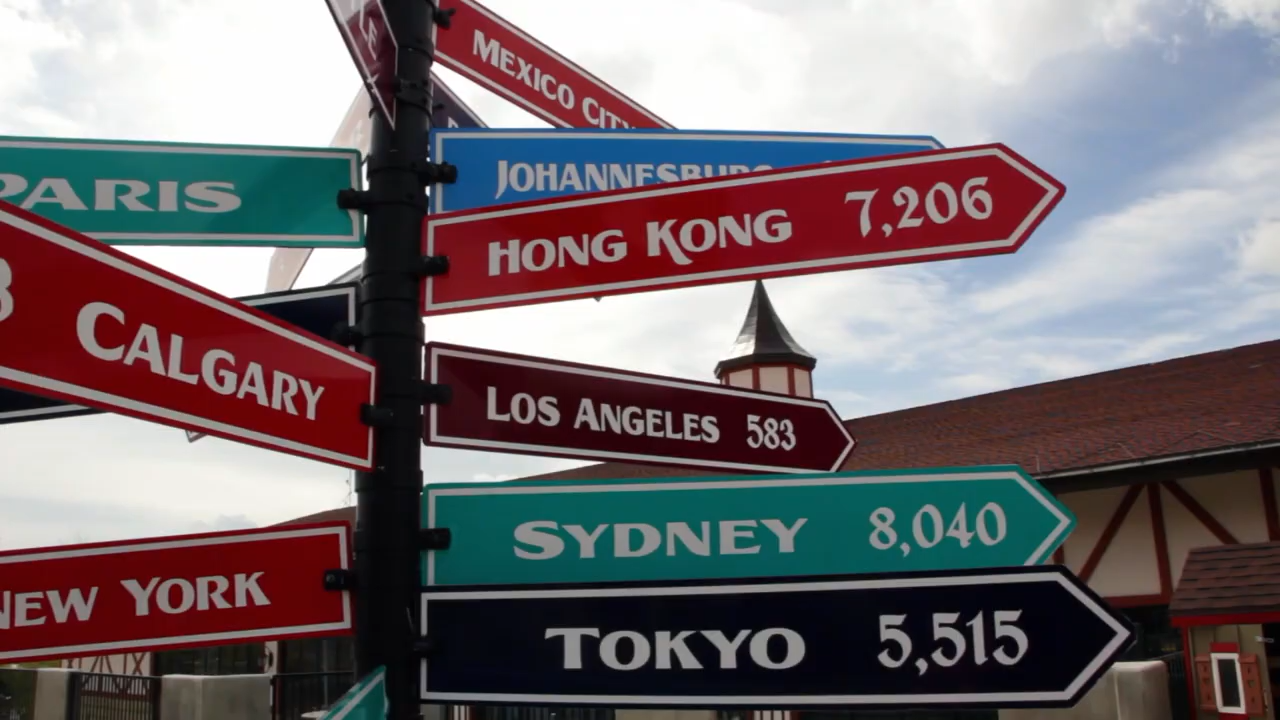 MEXICO CITY
JOHANNESBURG
PARIS
HONG KONG 7,206
CALGARY
LOS ANGELES 583
SYDNEY 8,040
NEW YORK
TOKYO 5,515